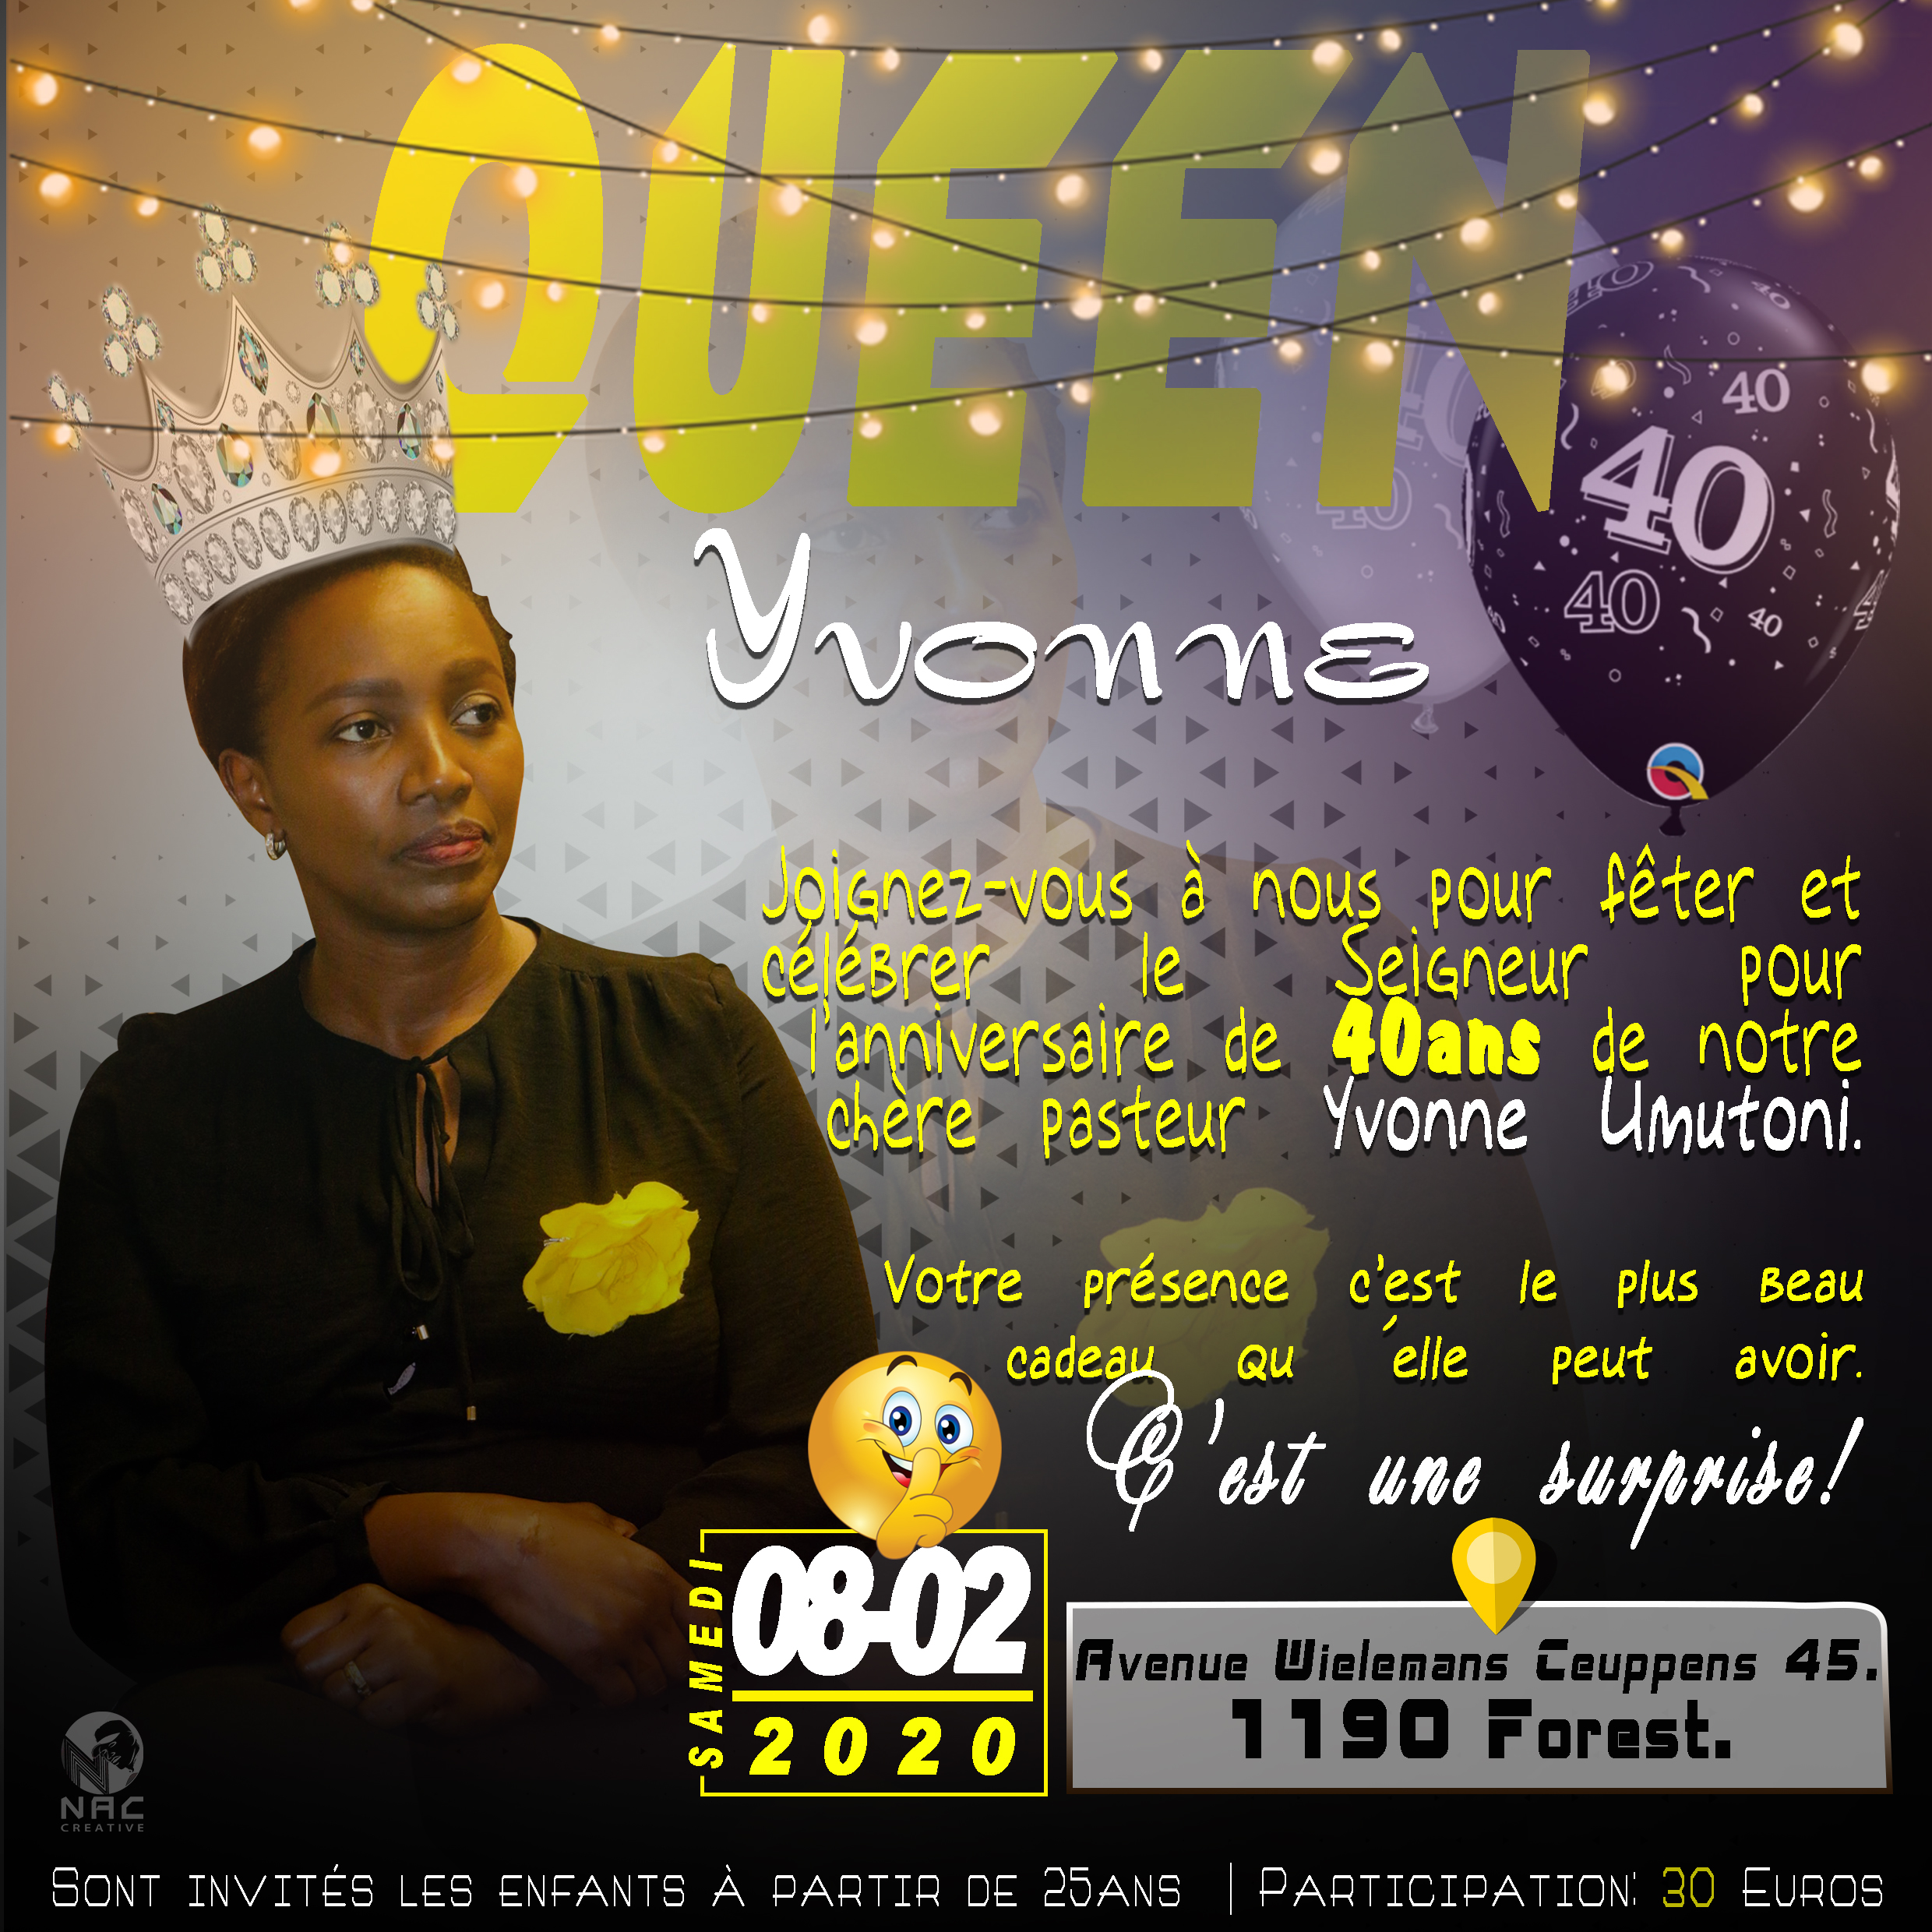 QUEEN
Yvonne
40
40
40
40
40
40
Joignez-vous à nous pour fêter et
célébrer le Seigneur pour
l'anniversaire de 40ans de notre
chère pasteur Yvonne Umutoni.
Votre présence c'est le plus beau
cadeau qu'elle peut avoir.
C'est une surprise!
SAMEDI
08-02
2020
Avenue Wielemans Ceuppens 45.
1190 Forest.
NAC
CREATIVE
Sont invités les enfants à partir de 25ans | Participation: 30 Euros